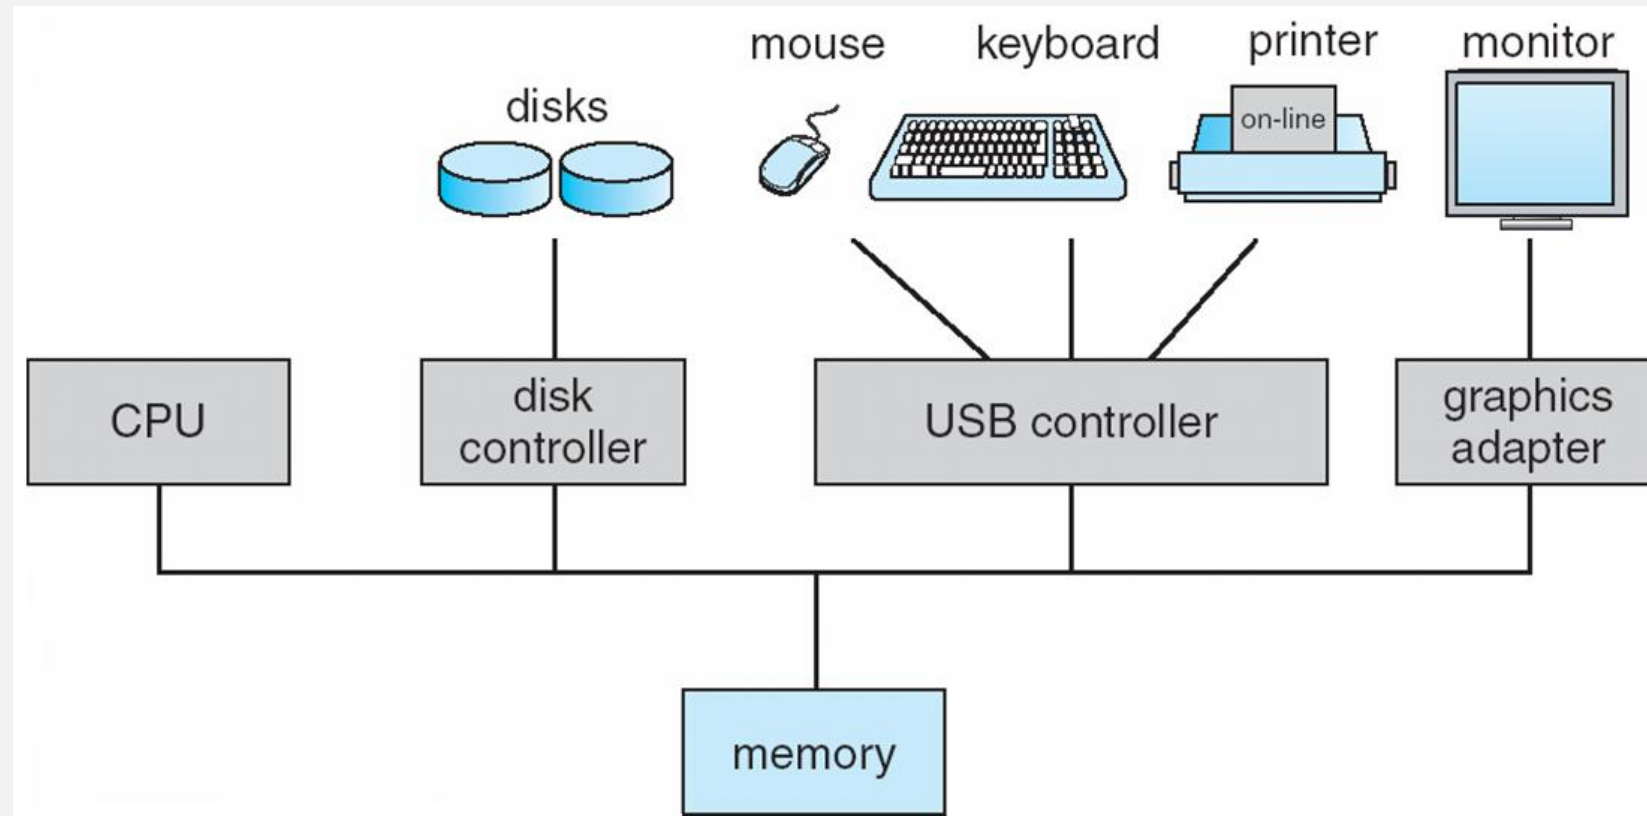 mouse
keyboard
printer
monitor
disks
on-line
CPU
disk
controller
USB controller
graphics
adapter
memory